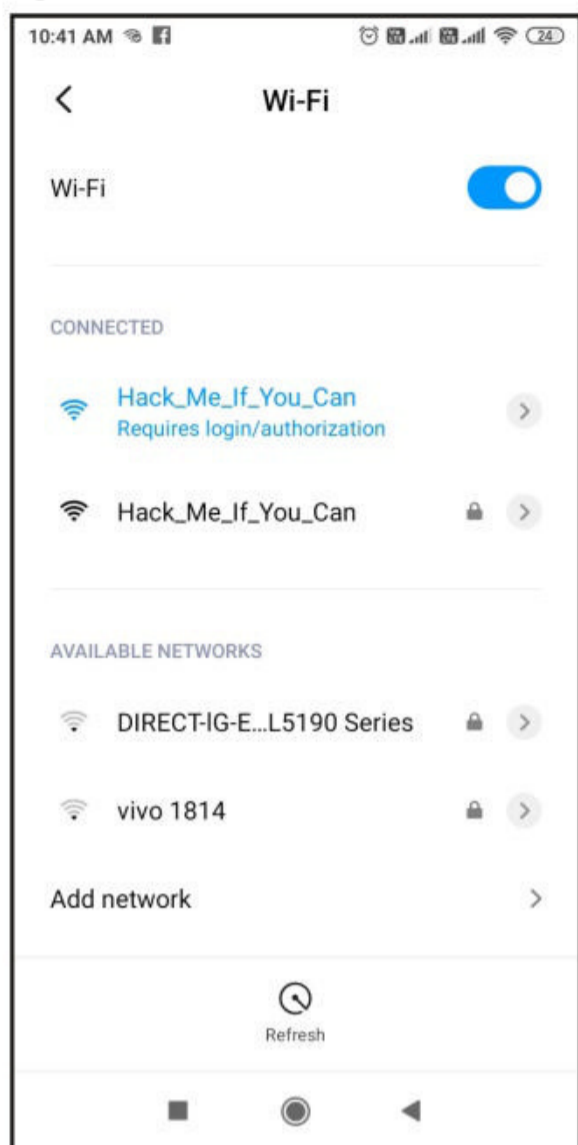 10:41 AM 24
Wi-Fi
Wi-Fi
CONNECTED
Hack_Me_If_You_Can
Requires login/authorization
Hack_Me_If_You_Can
AVAILABLE NETWORKS
DIRECT-IG-E...L5190 Series
vivo 1814
Add network
Refresh